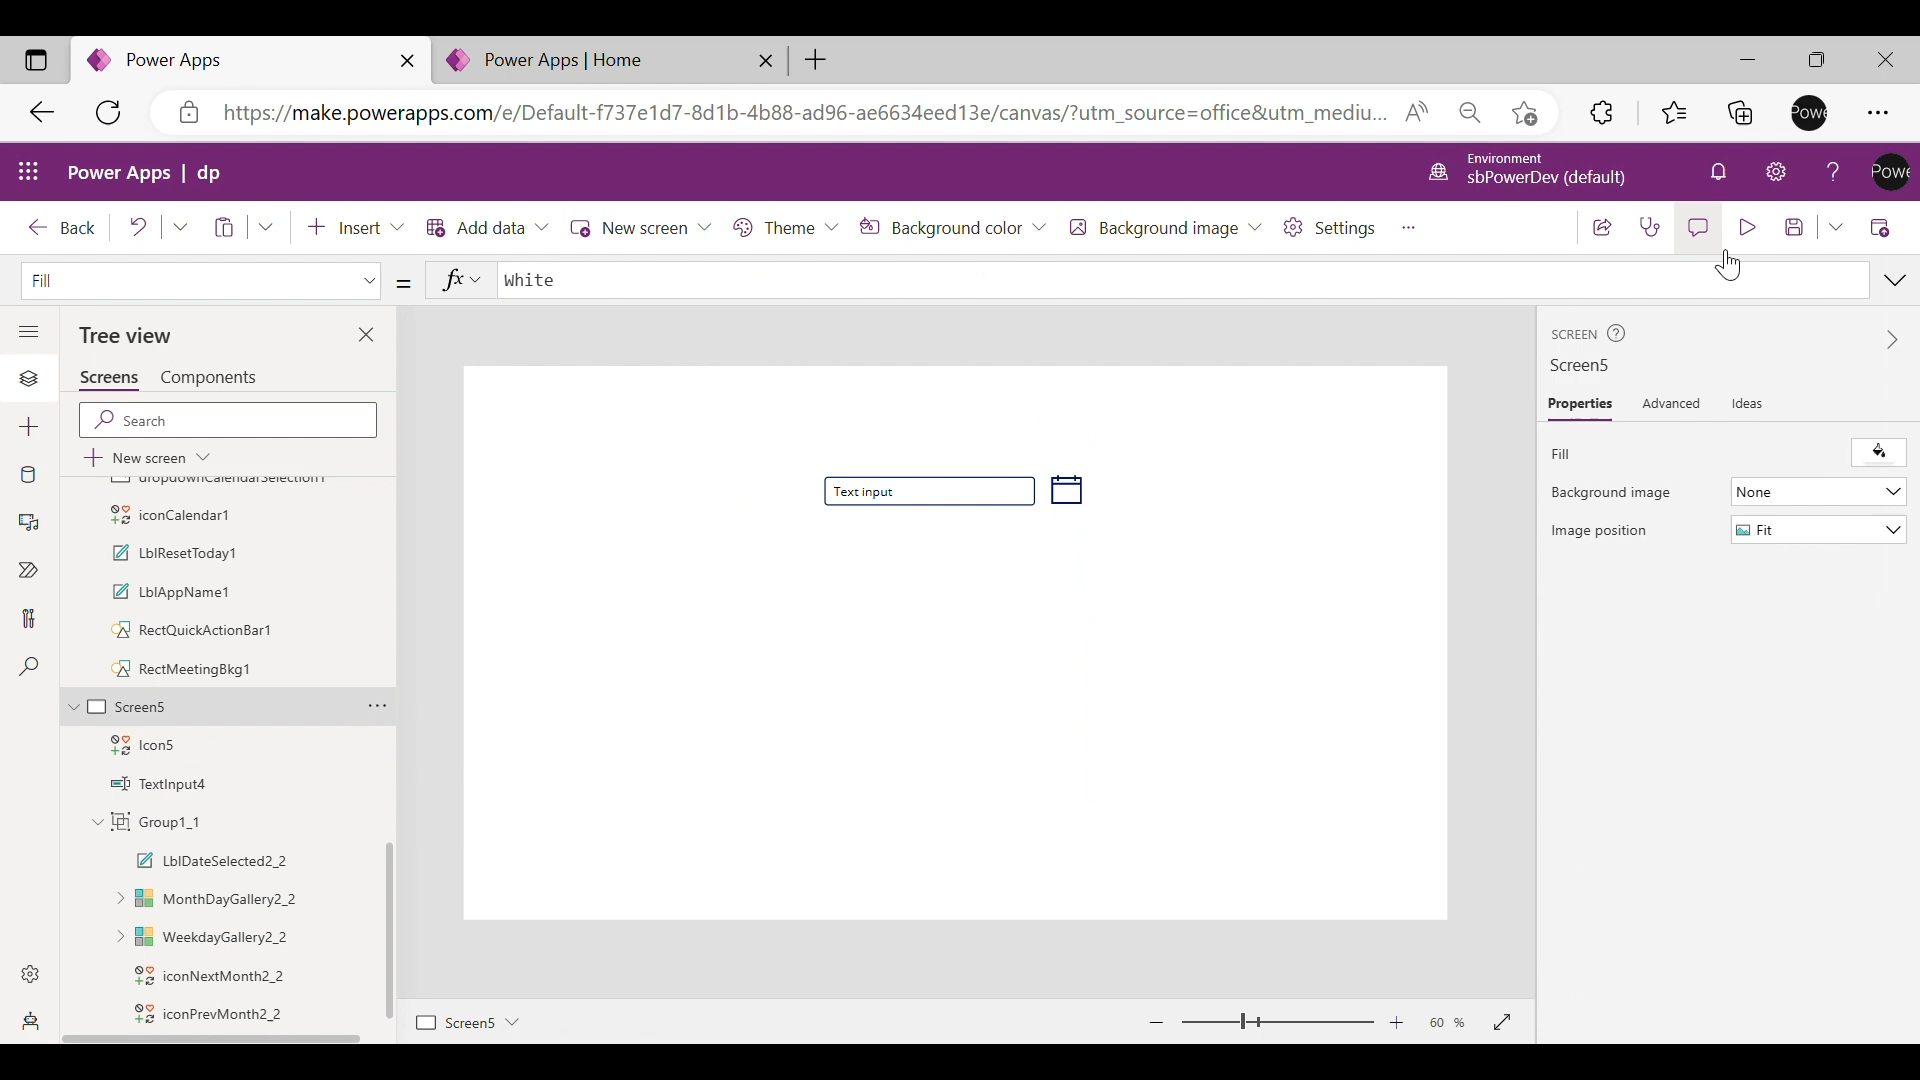 Power Apps
Power Apps | Home
https://make.powerapps.com/e/Default-f737e1d7-8d1b-4b88-ad96-ae6634eed13e/canvas/?utm_source=office&utm_mediu...
Powe
Power Apps | dp
Environment
sbPowerDev (default)
Powe
Back
Insert
Add data
New screen
Theme
Background color
Background image
Settings
Fill
=
fx
White
Tree view
Screens
Components
Search
New screen
dropdownCalendarSelection1
iconCalendar1
LblResetToday1
LblAppName1
RectQuickActionBar1
RectMeetingBkg1
Screen5
Icon5
TextInput4
Group1_1
LblDateSelected2_2
MonthDayGallery2_2
WeekdayGallery2_2
iconNextMonth2_2
iconPrevMonth2_2
Text input
Screen5
60 %
SCREEN
Screen5
Properties
Advanced
Ideas
Fill
Background image
None
Image position
Fit